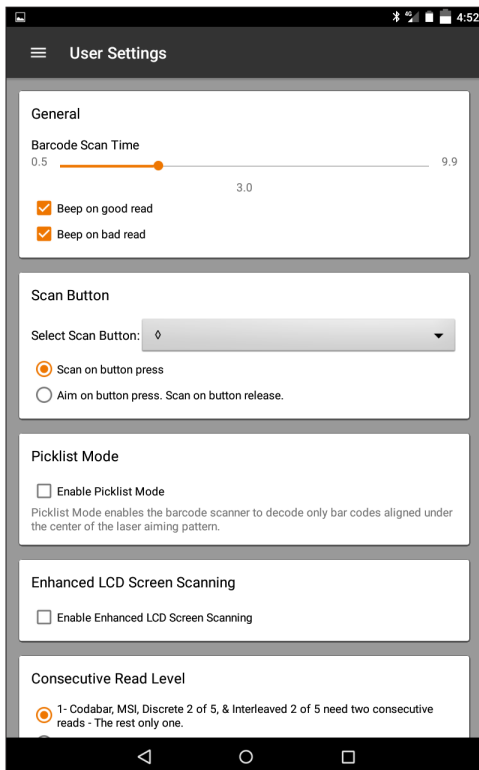 4G 4:52
User Settings
General
Barcode Scan Time
0.5 9.9
3.0
Beep on good read
Beep on bad read
Scan Button
Select Scan Button: ◊
Scan on button press
Aim on button press. Scan on button release.
Picklist Mode
Enable Picklist Mode
Picklist Mode enables the barcode scanner to decode only bar codes aligned under
the center of the laser aiming pattern.
Enhanced LCD Screen Scanning
Enable Enhanced LCD Screen Scanning
Consecutive Read Level
1- Codabar, MSI, Discrete 2 of 5, & Interleaved 2 of 5 need two consecutive
reads - The rest only one.